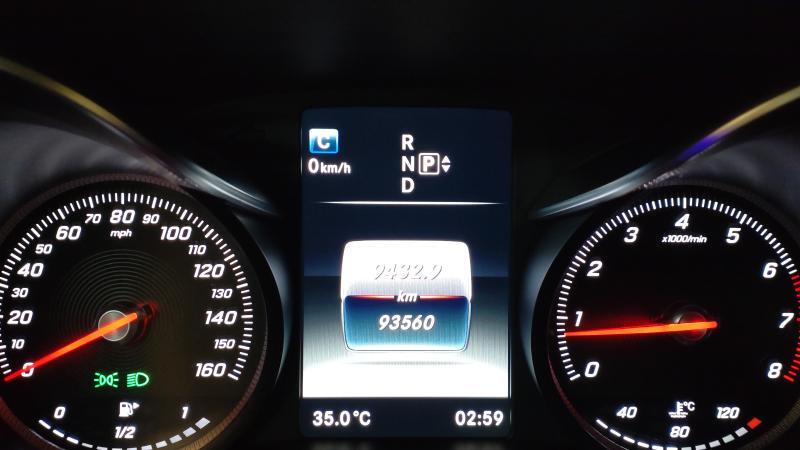 C
0 km/h
R
N P
D
9432.9
km
93560
35.0°C 02:59
0 10 20 30 40 50 60 70 80 90 100 110 120 130 140 150 160
mph
0 1/2 1
0 1 2 3 4 5 6 7 8
x1000/min
40 80 120
°C